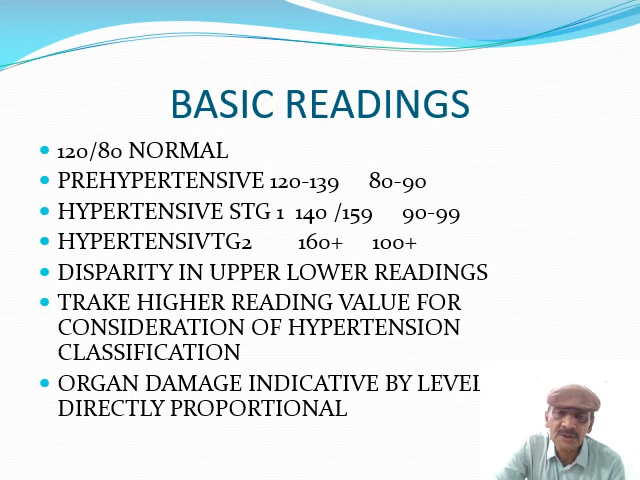 BASIC READINGS
120/80 NORMAL
PREHYPERTENSIVE 120-139 80-90
HYPERTENSIVE STG 1 140 /159 90-99
HYPERTENSIVTG2 160+ 100+
DISPARITY IN UPPER LOWER READINGS
TRAKE HIGHER READING VALUE FOR
CONSIDERATION OF HYPERTENSION
CLASSIFICATION
ORGAN DAMAGE INDICATIVE BY LEVEL
DIRECTLY PROPORTIONAL